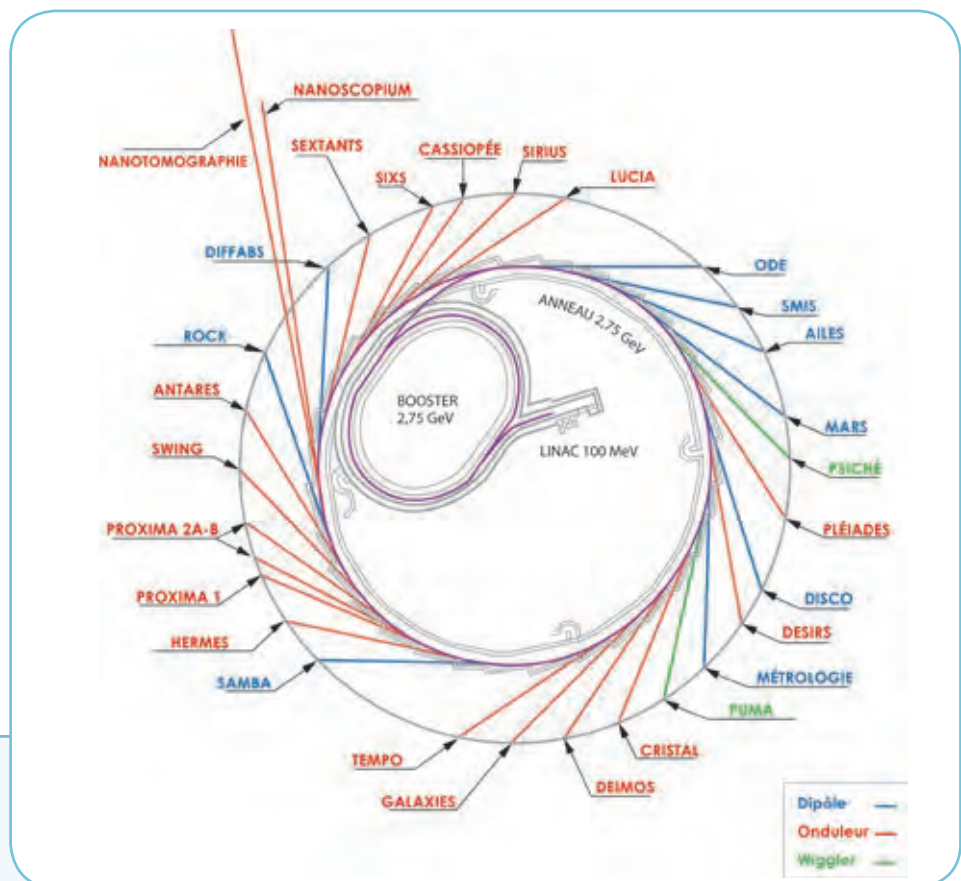 NANOSCOPIUM
NANOTOMOGRAPHIE
SEXTANTS
CASSIOPÉE
SIRIUS
SIXS
LUCIA
DIFFABS
ODE
SMIS
AILES
ROCK
ANTARES
SWING
PROXIMA 2A-B
PROXIMA 1
HERMES
SAMBA
ANNEAU 2,75 GeV
BOOSTER
2,75 GeV
LINAC 100 MeV
MARS
PSICHÉ
PLÉIADES
DISCO
DESIRS
MÉTROLOGIE
PUMA
CRISTAL
TEMPO
DEIMOS
GALAXIES
Dipôle
Onduleur
Wiggler